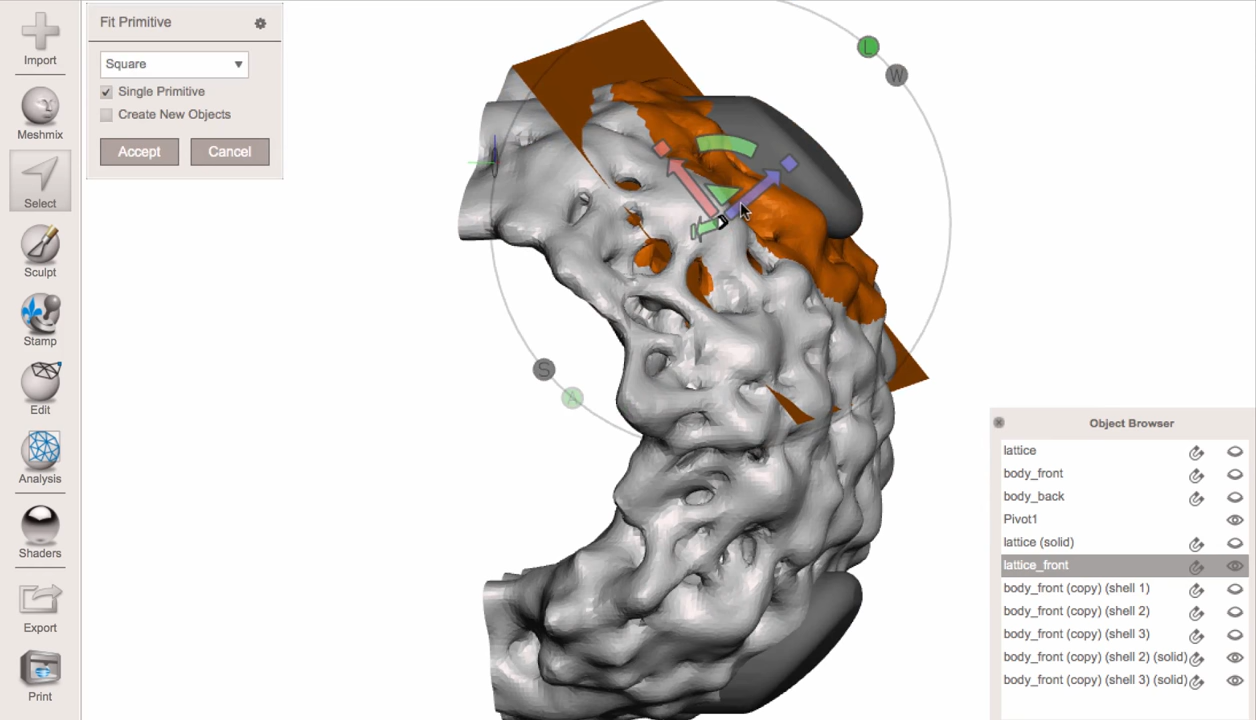 Import
Meshmix
Select
Sculpt
Stamp
Edit
Analysis
Shaders
Export
Print
Fit Primitive
Square
Single Primitive
Create New Objects
Accept
Cancel
L
W
S
A
Object Browser
lattice
body_front
body_back
Pivot1
lattice (solid)
lattice_front
body_front (copy) (shell 1)
body_front (copy) (shell 2)
body_front (copy) (shell 3)
body_front (copy) (shell 2) (solid)
body_front (copy) (shell 3) (solid)